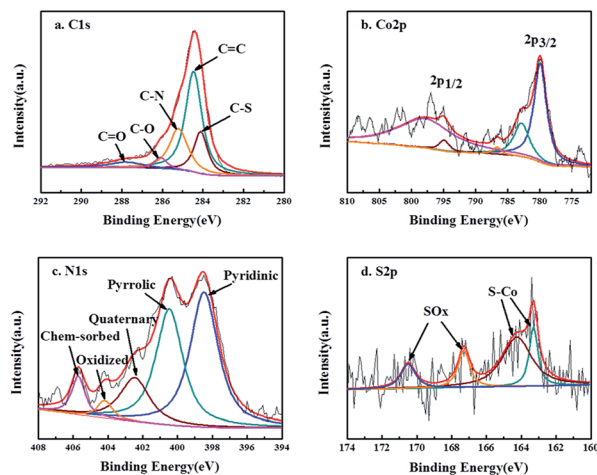 a. C1s
C=C
C-N
C-S
C-O
C=O
Intensity(a.u.)
292 290 288 286 284 282 280
Binding Energy(eV)
b. Co2p
2p3/2
2p1/2
Intensity(a.u.)
810 805 800 795 790 785 780 775
Binding Energy(eV)
c. N1s
Pyrrolic
Pyridinic
Quaternary
Chem-sorbed
Oxidized
Intensity(a.u.)
408 406 404 402 400 398 396 394
Binding Energy(eV)
d. S2p
S-Co
SOx
Intensity(a.u.)
174 172 170 168 166 164 162 160
Binding Energy(eV)